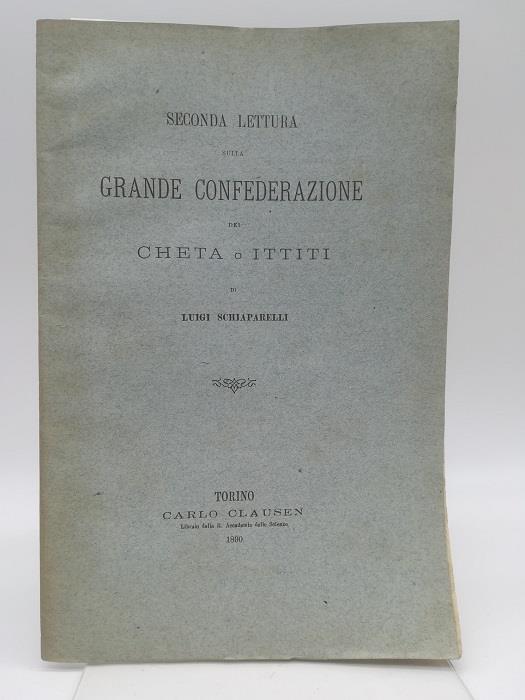 SECONDA LETTURA
SULLA
GRANDE CONFEDERAZIONE
DEI
CHETA o ITTITI
DI
LUIGI SCHIAPARELLI
TORINO
CARLO CLAUSEN
Libraio della R. Accademia delle Scienze
1890